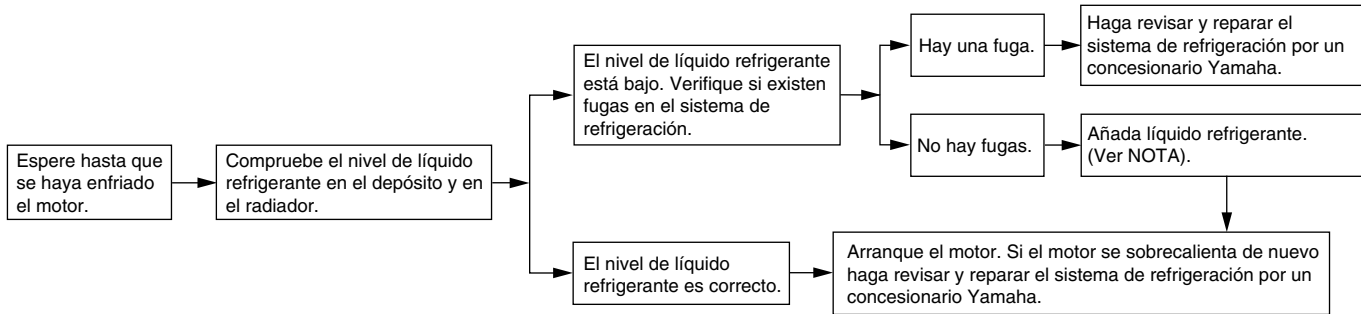 Espere hasta que
se haya enfriado
el motor.
Compruebe el nivel de líquido
refrigerante en el depósito y en
el radiador.
El nivel de líquido refrigerante
está bajo. Verifique si existen
fugas en el sistema de
refrigeración.
Hay una fuga.
Haga revisar y reparar el
sistema de refrigeración por un
concesionario Yamaha.
No hay fugas.
Añada líquido refrigerante.
(Ver NOTA).
El nivel de líquido
refrigerante es correcto.
Arranque el motor. Si el motor se sobrecalienta de nuevo
haga revisar y reparar el sistema de refrigeración por un
concesionario Yamaha.